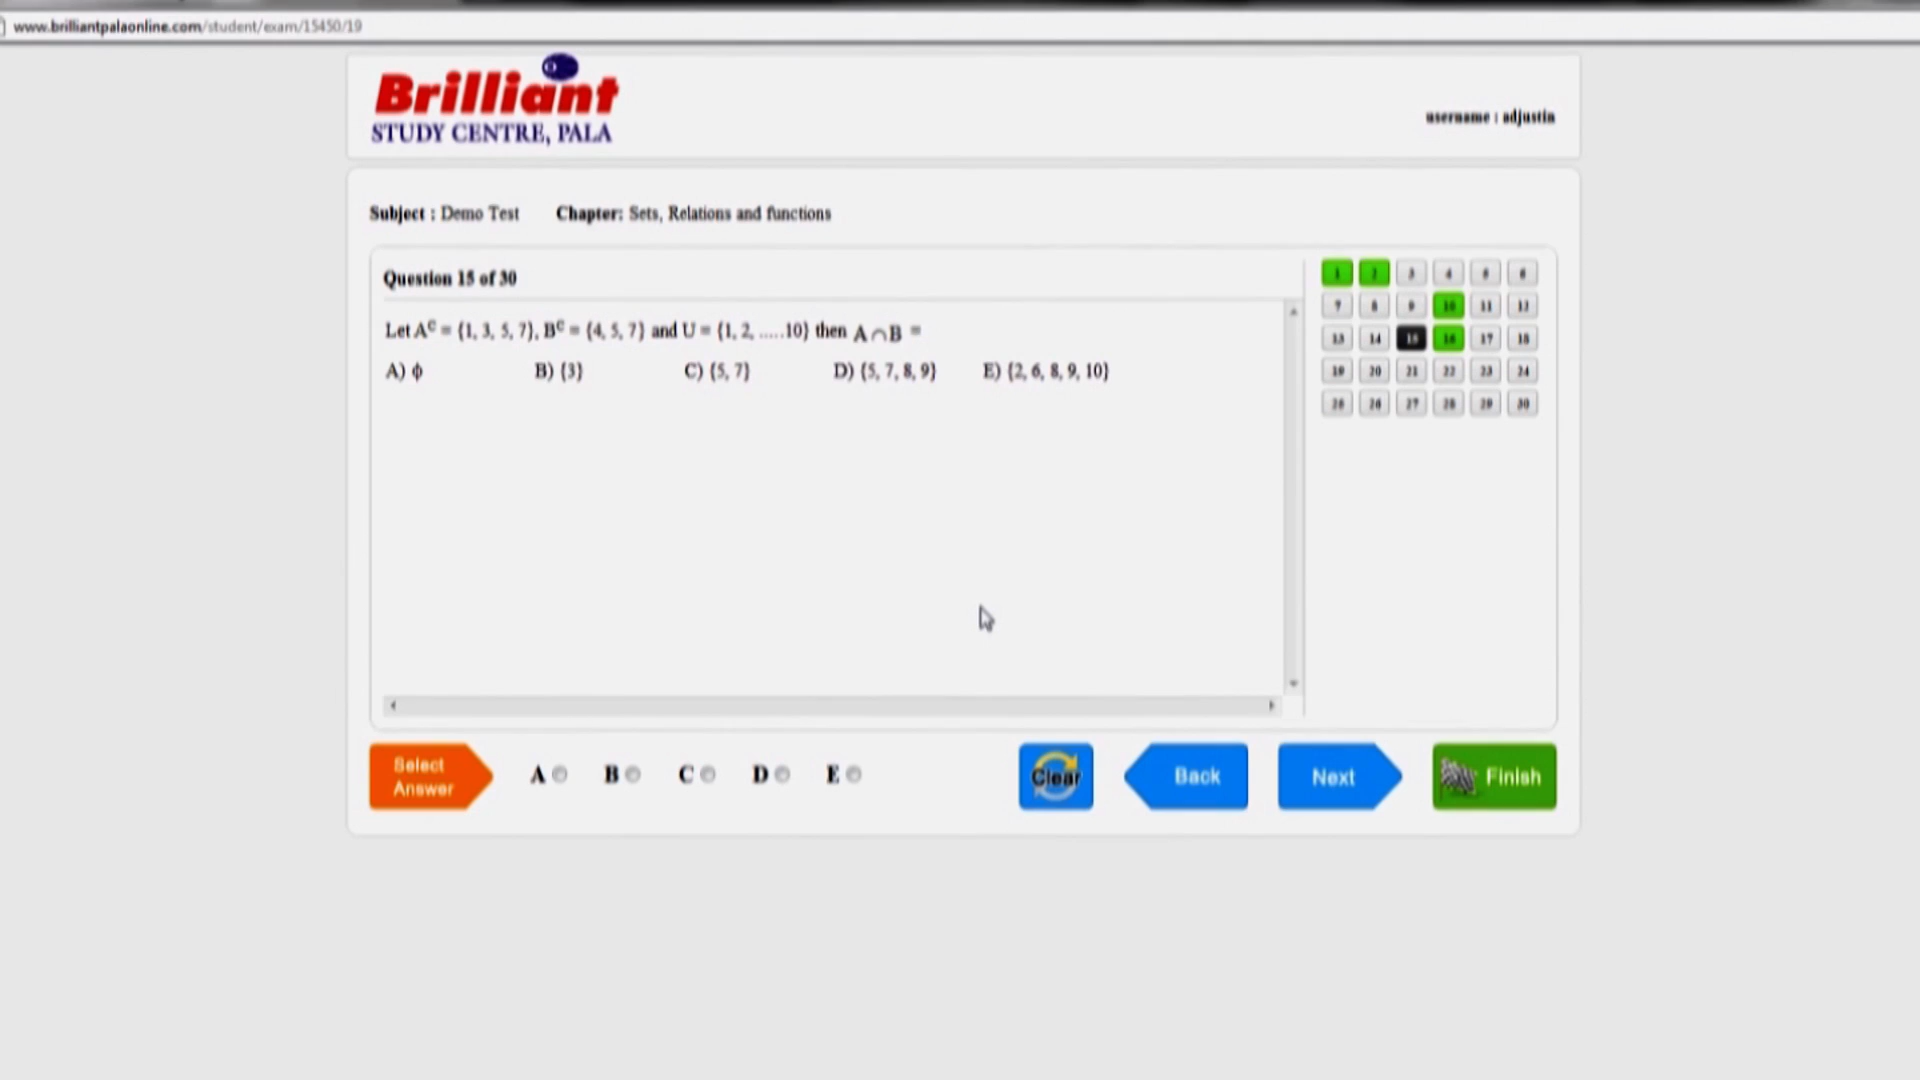 www.brilliantpalaonline.com/student/exam/15450/19
Brilliant
STUDY CENTRE, PALA
username : adjustin
Subject : Demo Test Chapter: Sets, Relations and functions
Question 15 of 30
Let Aᶜ = {1, 3, 5, 7}, Bᶜ = {4, 5, 7} and U = {1, 2, .....10} then A∩B =
A) ϕ B) {3} C) {5, 7} D) {5, 7, 8, 9} E) {2, 6, 8, 9, 10}
1 2 3 4 5 6
7 8 9 10 11 12
13 14 15 16 17 18
19 20 21 22 23 24
25 26 27 28 29 30
Select
Answer
A B C D E
Clear
Back
Next
Finish